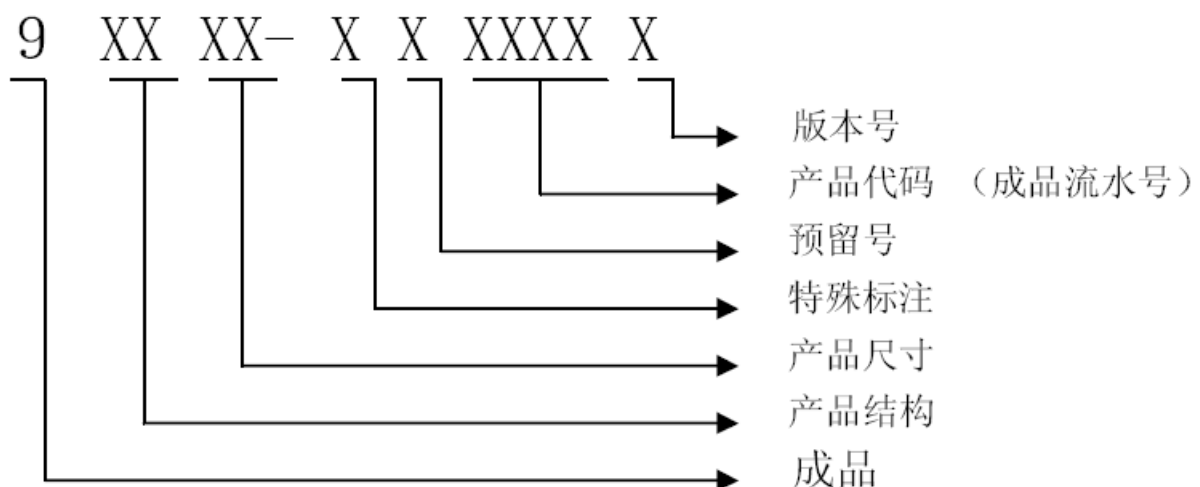 9 XX XX- X X XXXX X
版本号
产品代码 （成品流水号）
预留号
特殊标注
产品尺寸
产品结构
成品